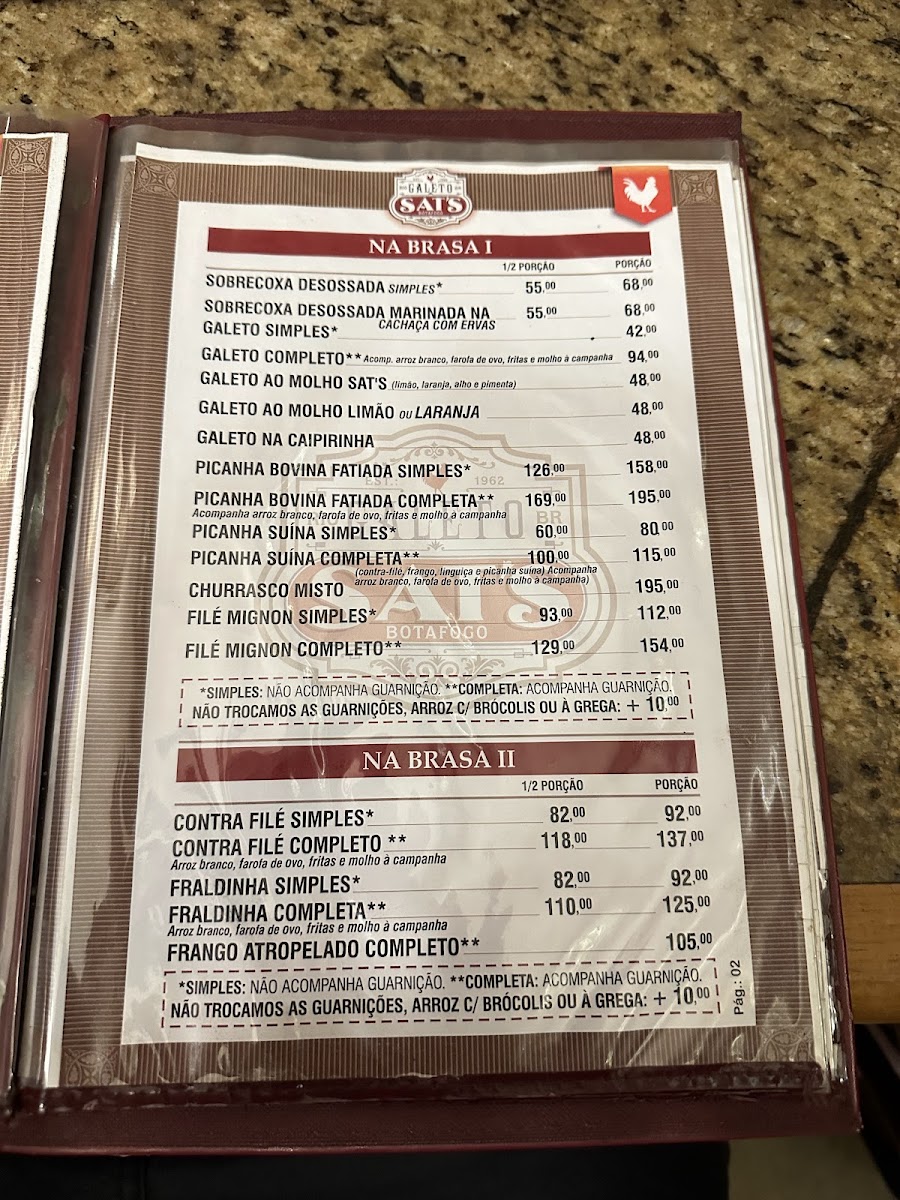 GALETO
SAT'S
BOTAFOGO
NA BRASA I
1/2 PORÇÃO PORÇÃO
SOBRECOXA DESOSSADA SIMPLES* 55,00 68,00
SOBRECOXA DESOSSADA MARINADA NA 55,00 68,00
CACHAÇA COM ERVAS
GALETO SIMPLES* 42,00
GALETO COMPLETO** Acomp. arroz branco, farofa de ovo, fritas e molho à campanha 94,00
GALETO AO MOLHO SAT'S (limão, laranja, alho e pimenta) 48,00
GALETO AO MOLHO LIMÃO OU LARANJA 48,00
GALETO NA CAIPIRINHA 48,00
PICANHA BOVINA FATIADA SIMPLES* 126,00 158,00
EST.: 1962
PICANHA BOVINA FATIADA COMPLETA** 169,00 195,00
Acompanha arroz branco, farofa de ovo, fritas e molho à campanha
RIO GALETO BR
PICANHA SUÍNA SIMPLES* 60,00 80,00
PICANHA SUÍNA COMPLETA** 100,00 115,00
(contra-filé, frango, linguiça e picanha suína) Acompanha
arroz branco, farofa de ovo, fritas e molho à campanha)
CHURRASCO MISTO 195,00
SAT'S
FILÉ MIGNON SIMPLES* 93,00 112,00
BOTAFOGO
FILÉ MIGNON COMPLETO** 129,00 154,00
*SIMPLES: NÃO ACOMPANHA GUARNIÇÃO. **COMPLETA: ACOMPANHA GUARNIÇÃO.
NÃO TROCAMOS AS GUARNIÇÕES, ARROZ C/ BRÓCOLIS OU À GREGA: + 10,00
NA BRASA II
1/2 PORÇÃO PORÇÃO
CONTRA FILÉ SIMPLES* 82,00 92,00
CONTRA FILÉ COMPLETO ** 118,00 137,00
Arroz branco, farofa de ovo, fritas e molho à campanha
FRALDINHA SIMPLES* 82,00 92,00
FRALDINHA COMPLETA** 110,00 125,00
Arroz branco, farofa de ovo, fritas e molho à campanha
FRANGO ATROPELADO COMPLETO** 105,00
*SIMPLES: NÃO ACOMPANHA GUARNIÇÃO. **COMPLETA: ACOMPANHA GUARNIÇÃO.
NÃO TROCAMOS AS GUARNIÇÕES, ARROZ C/ BRÓCOLIS OU À GREGA: + 10,00
Pág.: 02